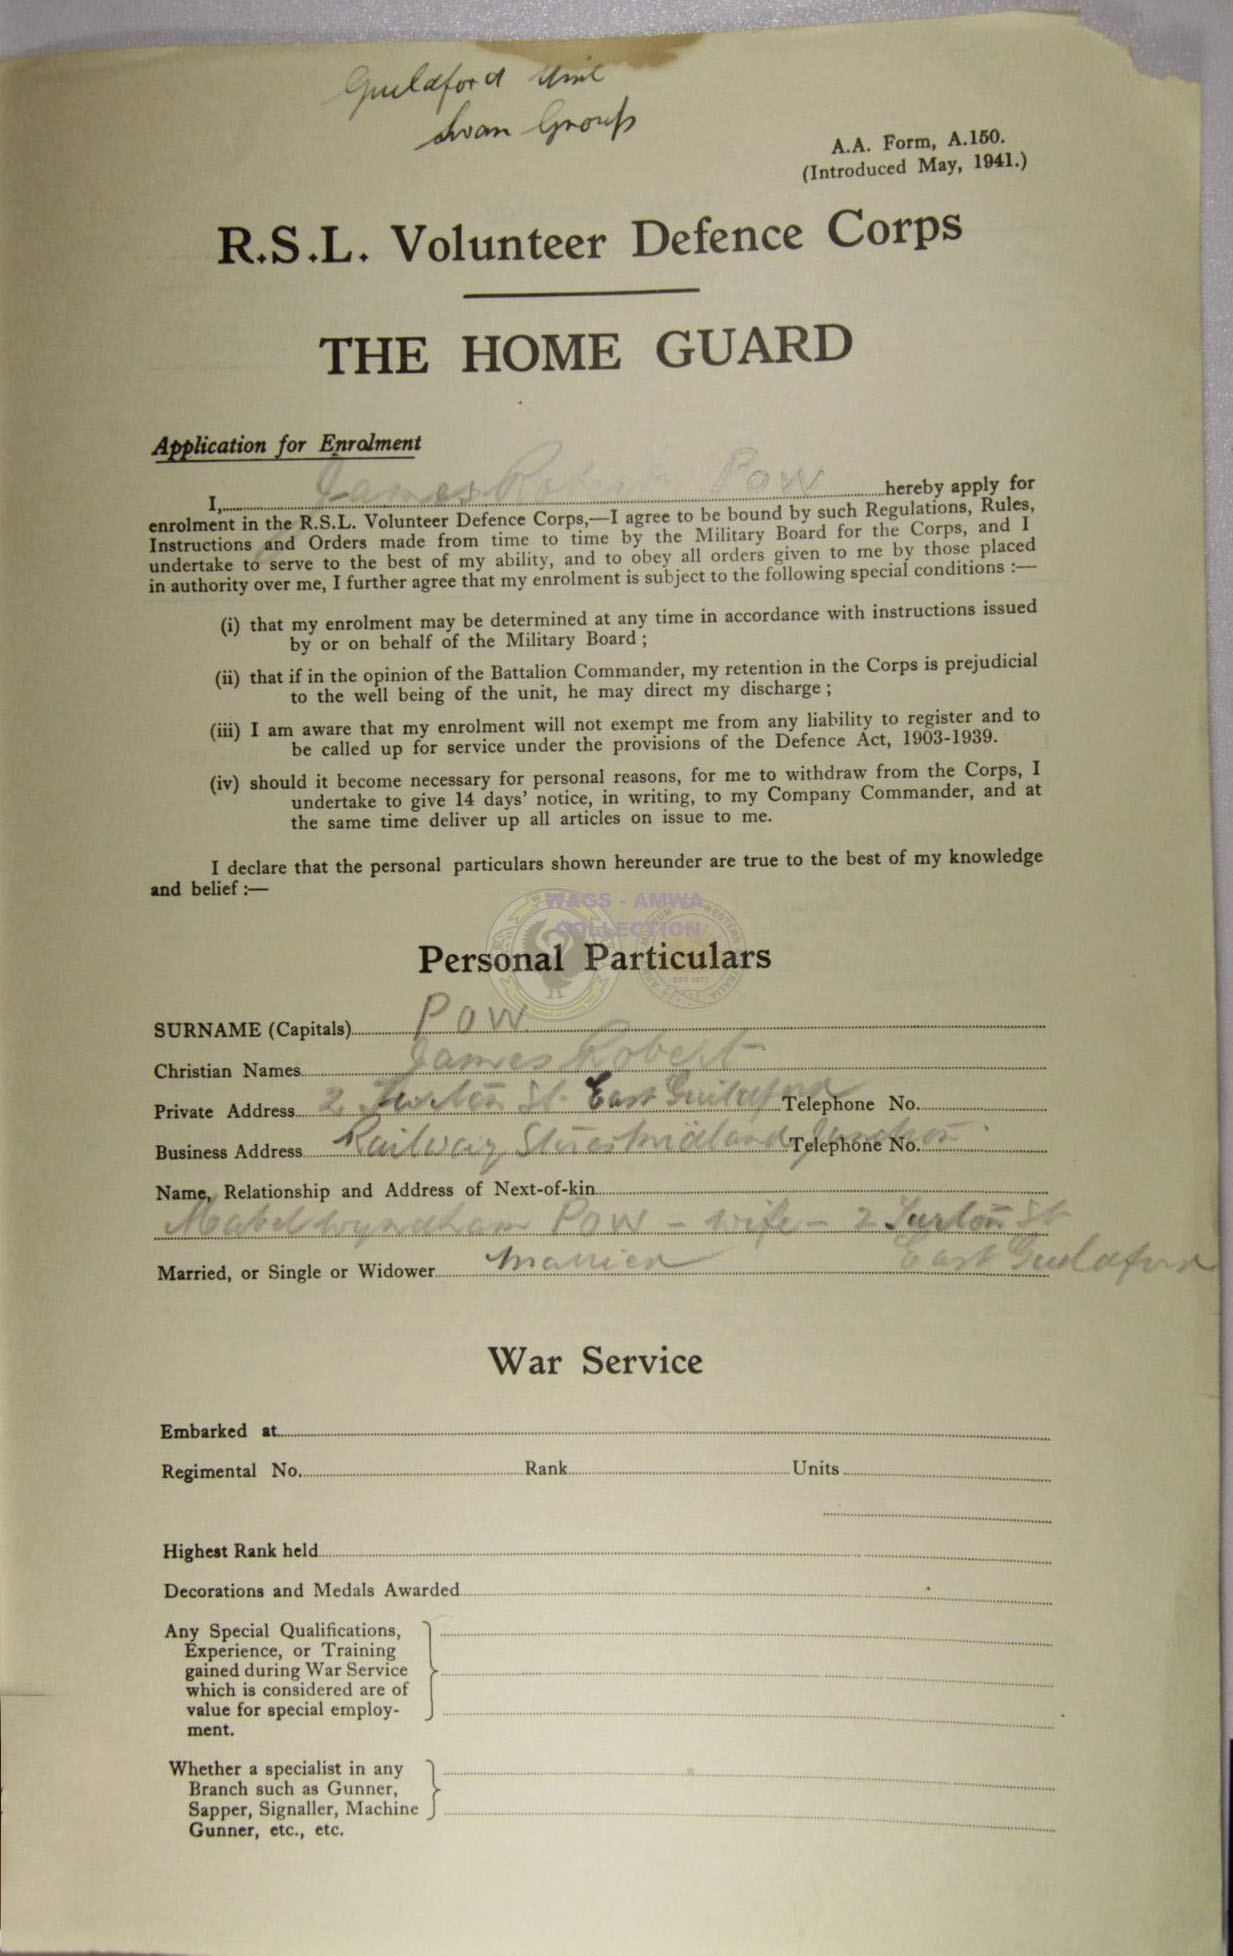 Guildford Unit
Swan Group
A.A. Form, A.150.
(Introduced May, 1941.)
R.S.L. Volunteer Defence Corps
THE HOME GUARD
Application for Enrolment
I, James Robert Pow hereby apply for
enrolment in the R.S.L. Volunteer Defence Corps,—I agree to be bound by such Regulations, Rules,
Instructions and Orders made from time to time by the Military Board for the Corps, and I
undertake to serve to the best of my ability, and to obey all orders given to me by those placed
in authority over me, I further agree that my enrolment is subject to the following special conditions :—
(i) that my enrolment may be determined at any time in accordance with instructions issued
by or on behalf of the Military Board ;
(ii) that if in the opinion of the Battalion Commander, my retention in the Corps is prejudicial
to the well being of the unit, he may direct my discharge ;
(iii) I am aware that my enrolment will not exempt me from any liability to register and to
be called up for service under the provisions of the Defence Act, 1903-1939.
(iv) should it become necessary for personal reasons, for me to withdraw from the Corps, I
undertake to give 14 days' notice, in writing, to my Company Commander, and at
the same time deliver up all articles on issue to me.
I declare that the personal particulars shown hereunder are true to the best of my knowledge
and belief :—
WAGS - AMWA
COLLECTION
Personal Particulars
SURNAME (Capitals) POW
Christian Names James Robert
Private Address 2 Turton St. East Guildford Telephone No.
Business Address Railway Stores Midland Junction Telephone No.
Name, Relationship and Address of Next-of-kin
Mabel Wyndham Pow - wife - 2 Turton St
East Guildford
Married, or Single or Widower Married
War Service
Embarked at
Regimental No. Rank Units
Highest Rank held
Decorations and Medals Awarded
Any Special Qualifications,
Experience, or Training
gained during War Service
which is considered are of
value for special employ-
ment.
Whether a specialist in any
Branch such as Gunner,
Sapper, Signaller, Machine
Gunner, etc., etc.